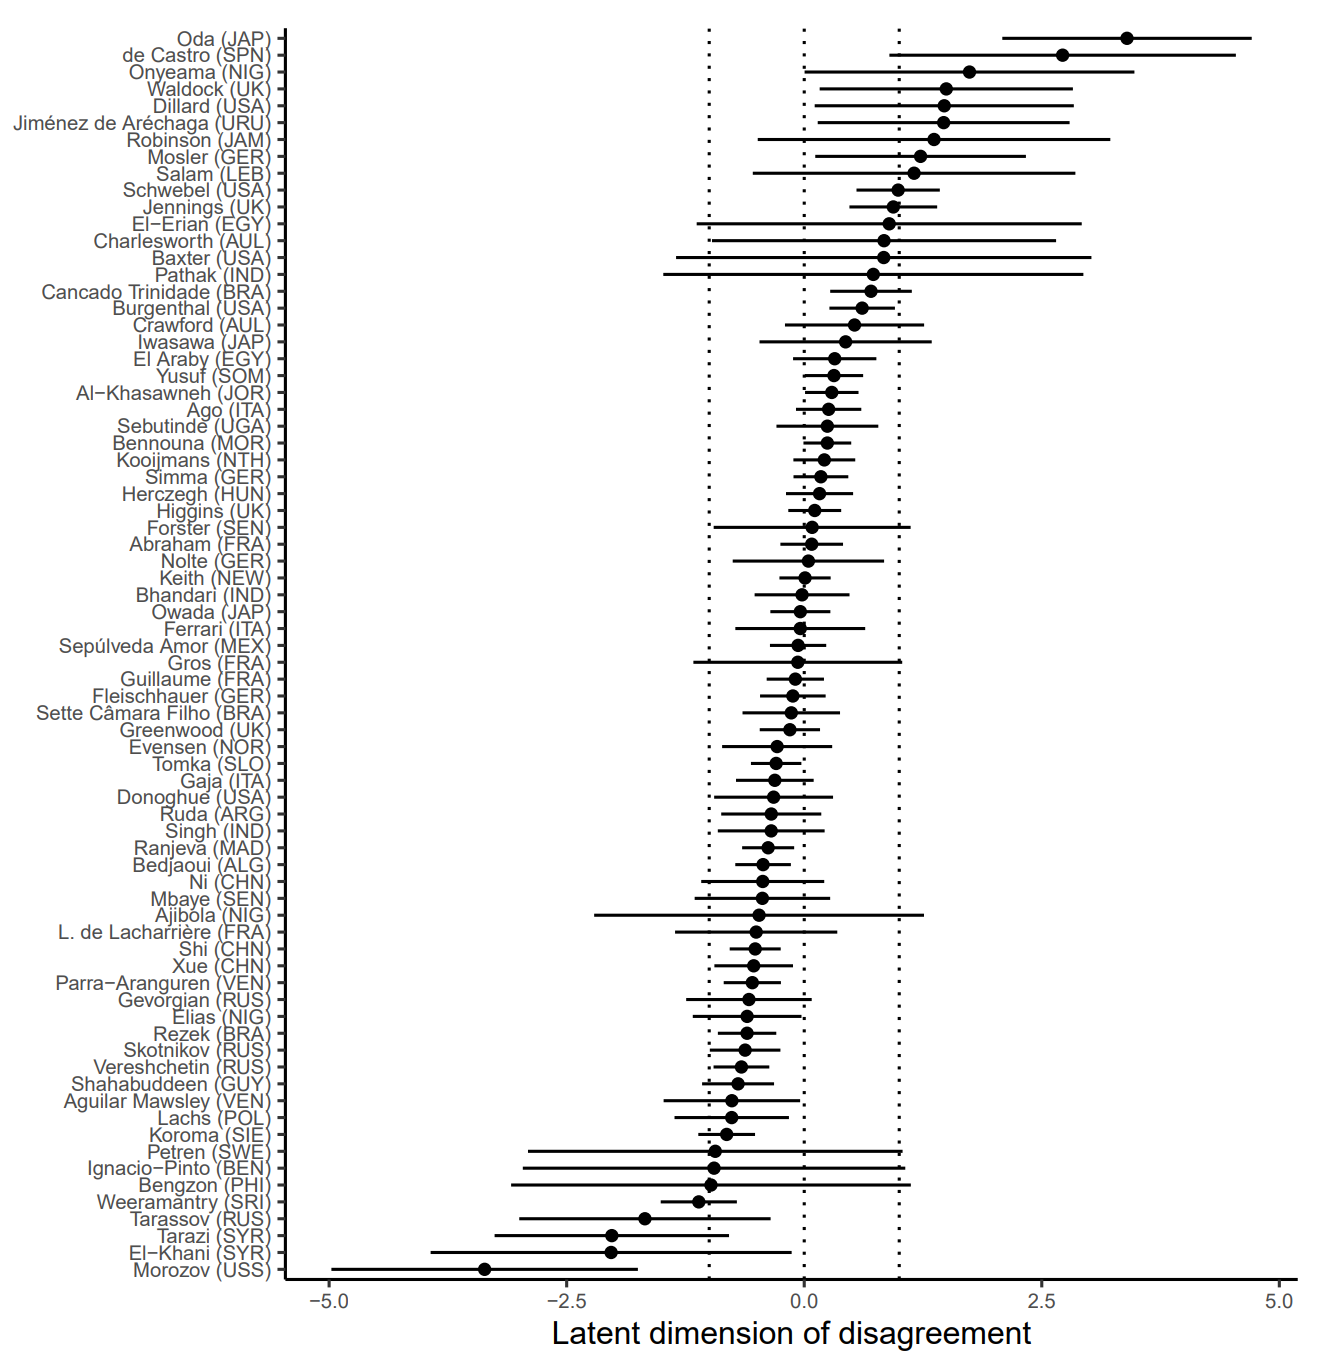 Oda (JAP)
de Castro (SPN)
Onyeama (NIG)
Waldock (UK)
Dillard (USA)
Jiménez de Aréchaga (URU)
Robinson (JAM)
Mosler (GER)
Salam (LEB)
Schwebel (USA)
Jennings (UK)
El−Erian (EGY)
Charlesworth (AUL)
Baxter (USA)
Pathak (IND)
Cancado Trinidade (BRA)
Burgenthal (USA)
Crawford (AUL)
Iwasawa (JAP)
El Araby (EGY)
Yusuf (SOM)
Al−Khasawneh (JOR)
Ago (ITA)
Sebutinde (UGA)
Bennouna (MOR)
Kooijmans (NTH)
Simma (GER)
Herczegh (HUN)
Higgins (UK)
Forster (SEN)
Abraham (FRA)
Nolte (GER)
Keith (NEW)
Bhandari (IND)
Owada (JAP)
Ferrari (ITA)
Sepúlveda Amor (MEX)
Gros (FRA)
Guillaume (FRA)
Fleischhauer (GER)
Sette Câmara Filho (BRA)
Greenwood (UK)
Evensen (NOR)
Tomka (SLO)
Gaja (ITA)
Donoghue (USA)
Ruda (ARG)
Singh (IND)
Ranjeva (MAD)
Bedjaoui (ALG)
Ni (CHN)
Mbaye (SEN)
Ajibola (NIG)
L. de Lacharrière (FRA)
Shi (CHN)
Xue (CHN)
Parra−Aranguren (VEN)
Gevorgian (RUS)
Elias (NIG)
Rezek (BRA)
Skotnikov (RUS)
Vereshchetin (RUS)
Shahabuddeen (GUY)
Aguilar Mawsley (VEN)
Lachs (POL)
Koroma (SIE)
Petren (SWE)
Ignacio−Pinto (BEN)
Bengzon (PHI)
Weeramantry (SRI)
Tarassov (RUS)
Tarazi (SYR)
El−Khani (SYR)
Morozov (USS)
−5.0 −2.5 0.0 2.5 5.0
Latent dimension of disagreement